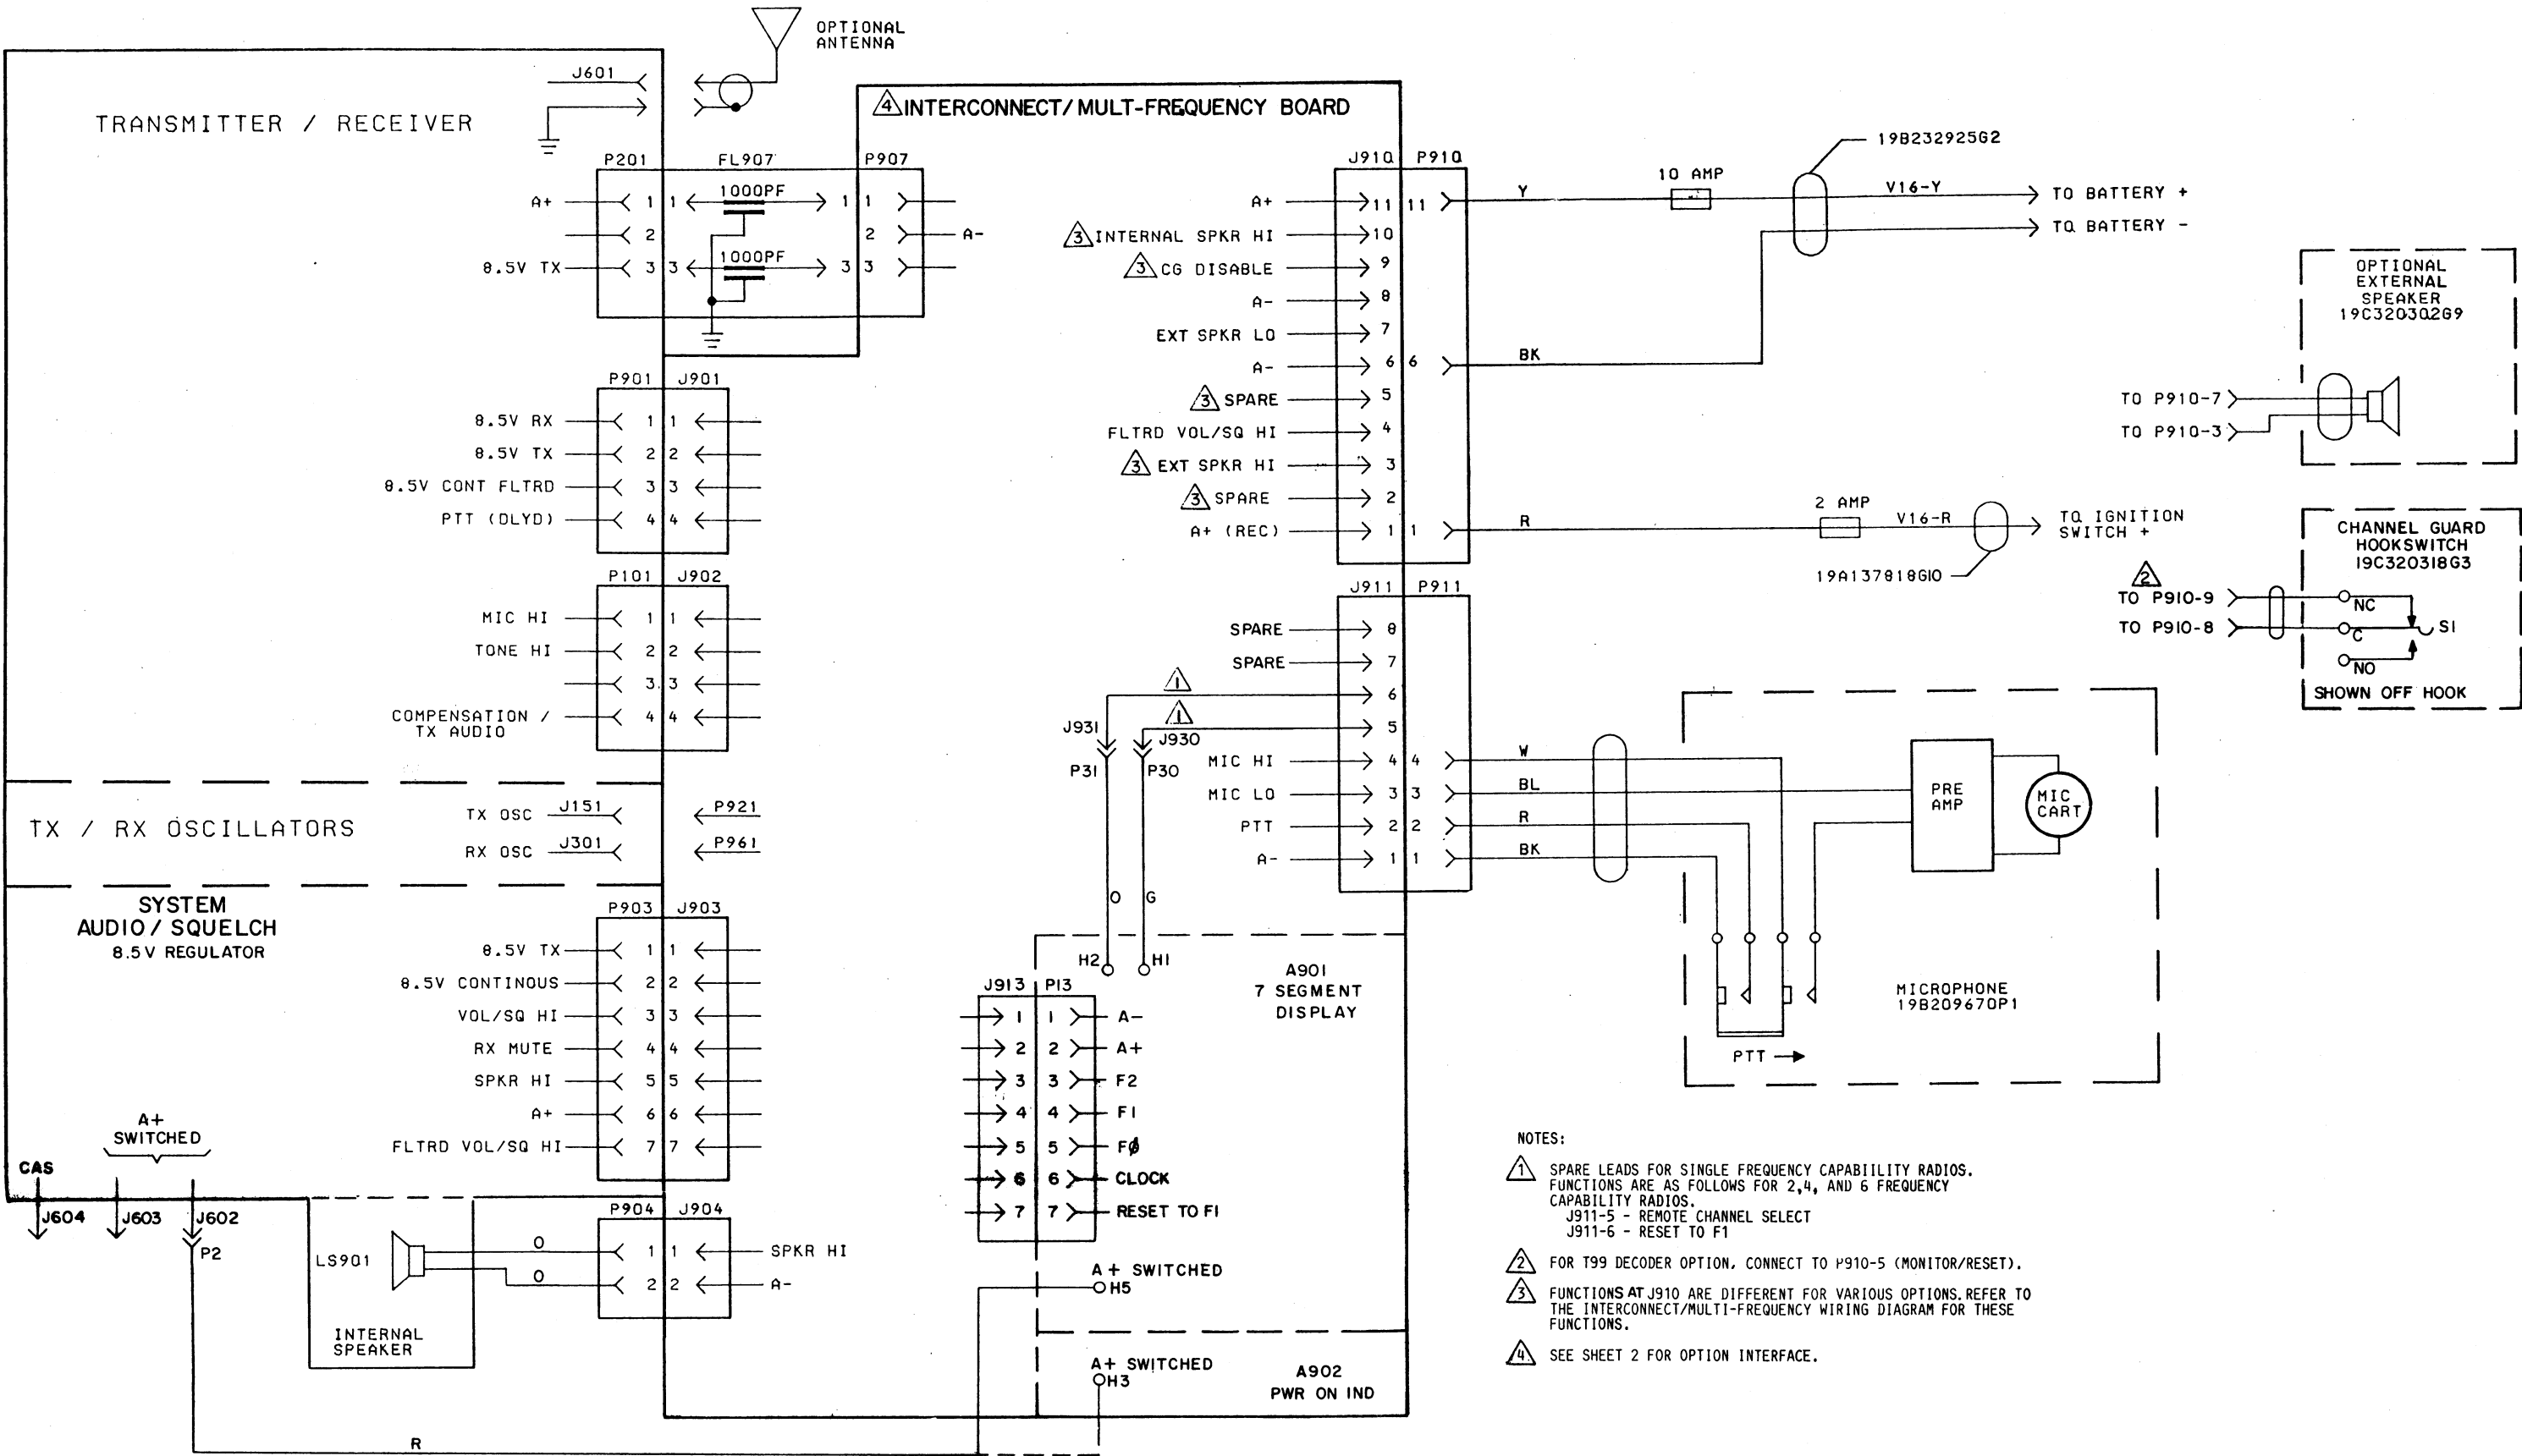 OPTIONAL
ANTENNA
J601
TRANSMITTER / RECEIVER
4 INTERCONNECT/MULT-FREQUENCY BOARD
P201 FL907 P907
A+ 1 1 1000PF 1 1
2 2 A-
8.5V TX 3 3 1000PF 3 3
P901 J901
8.5V RX 1 1
8.5V TX 2 2
8.5V CONT FLTRD 3 3
PTT (DLYD) 4 4
P101 J902
MIC HI 1 1
TONE HI 2 2
3 3
COMPENSATION /
TX AUDIO
4 4
TX / RX OSCILLATORS
TX OSC J151 P921
RX OSC J301 P961
SYSTEM
AUDIO / SQUELCH
8.5V REGULATOR
P903 J903
8.5V TX 1 1
8.5V CONTINOUS 2 2
VOL/SQ HI 3 3
RX MUTE 4 4
SPKR HI 5 5
A+ 6 6
FLTRD VOL/SQ HI 7 7
A+
SWITCHED
CAS
J604 J603 J602
P2
P904 J904
LS901 O 1 1 SPKR HI
O 2 2 A-
INTERNAL
SPEAKER
R
J910 P910
A+ 11 11 Y 10 AMP V16-Y TO BATTERY +
19B232925G2
3 INTERNAL SPKR HI 10 TO BATTERY -
3 CG DISABLE 9
A- 8
EXT SPKR LO 7
A- 6 6 BK
3 SPARE 5
FLTRD VOL/SQ HI 4
3 EXT SPKR HI 3
3 SPARE 2
A+ (REC) 1 1 R 2 AMP V16-R TO IGNITION
SWITCH +
19A137818G10
J911 P911
SPARE 8
SPARE 7
1 6
1 5
J931 J930
P31 P30
MIC HI 4 4 W
MIC LO 3 3 BL
PTT 2 2 R
A- 1 1 BK
O G
H2 H1
A901
7 SEGMENT
DISPLAY
J913 P13
1 1 A-
2 2 A+
3 3 F2
4 4 F1
5 5 FØ
6 6 CLOCK
7 7 RESET TO F1
A+ SWITCHED
H5
A+ SWITCHED
H3
A902
PWR ON IND
OPTIONAL
EXTERNAL
SPEAKER
19C320302G9
TO P910-7
TO P910-3
CHANNEL GUARD
HOOKSWITCH
19C320318G3
2
TO P910-9 NC
TO P910-8 C S1
NO
SHOWN OFF HOOK
PRE
AMP
MIC
CART
MICROPHONE
19B209670P1
PTT
NOTES:
1 SPARE LEADS FOR SINGLE FREQUENCY CAPABIILITY RADIOS.
FUNCTIONS ARE AS FOLLOWS FOR 2,4, AND 6 FREQUENCY
CAPABILITY RADIOS.
J911-5 - REMOTE CHANNEL SELECT
J911-6 - RESET TO F1
2 FOR T99 DECODER OPTION, CONNECT TO P910-5 (MONITOR/RESET).
3 FUNCTIONS AT J910 ARE DIFFERENT FOR VARIOUS OPTIONS. REFER TO
THE INTERCONNECT/MULTI-FREQUENCY WIRING DIAGRAM FOR THESE
FUNCTIONS.
4 SEE SHEET 2 FOR OPTION INTERFACE.